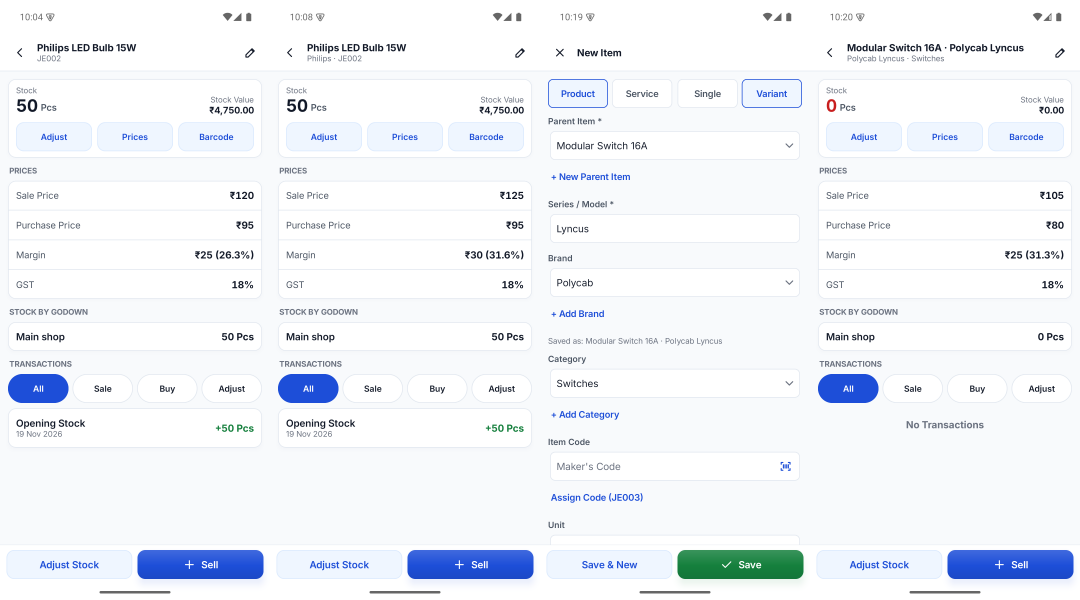 10:04
Philips LED Bulb 15W
JE002
Stock
50 Pcs
Stock Value
₹4,750.00
Adjust
Prices
Barcode
PRICES
Sale Price ₹120
Purchase Price ₹95
Margin ₹25 (26.3%)
GST 18%
STOCK BY GODOWN
Main shop 50 Pcs
TRANSACTIONS
All
Sale
Buy
Adjust
Opening Stock
19 Nov 2026
+50 Pcs
Adjust Stock
+ Sell
10:08
Philips LED Bulb 15W
Philips · JE002
Stock
50 Pcs
Stock Value
₹4,750.00
Adjust
Prices
Barcode
PRICES
Sale Price ₹125
Purchase Price ₹95
Margin ₹30 (31.6%)
GST 18%
STOCK BY GODOWN
Main shop 50 Pcs
TRANSACTIONS
All
Sale
Buy
Adjust
Opening Stock
19 Nov 2026
+50 Pcs
Adjust Stock
+ Sell
10:19
New Item
Product
Service
Single
Variant
Parent Item *
Modular Switch 16A
+ New Parent Item
Series / Model *
Lyncus
Brand
Polycab
+ Add Brand
Saved as: Modular Switch 16A · Polycab Lyncus
Category
Switches
+ Add Category
Item Code
Maker's Code
Assign Code (JE003)
Unit
Save & New
Save
10:20
Modular Switch 16A · Polycab Lyncus
Polycab Lyncus · Switches
Stock
0 Pcs
Stock Value
₹0.00
Adjust
Prices
Barcode
PRICES
Sale Price ₹105
Purchase Price ₹80
Margin ₹25 (31.3%)
GST 18%
STOCK BY GODOWN
Main shop 0 Pcs
TRANSACTIONS
All
Sale
Buy
Adjust
No Transactions
Adjust Stock
+ Sell